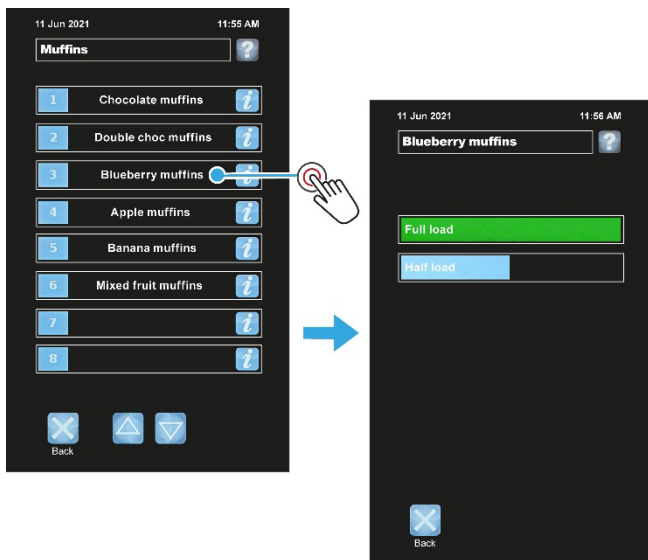 11 Jun 2021 11:55 AM
Muffins ?
1 Chocolate muffins i
2 Double choc muffins i
3 Blueberry muffins i
4 Apple muffins i
5 Banana muffins i
6 Mixed fruit muffins i
7 i
8 i
Back
11 Jun 2021 11:56 AM
Blueberry muffins ?
Full load
Half load
Back